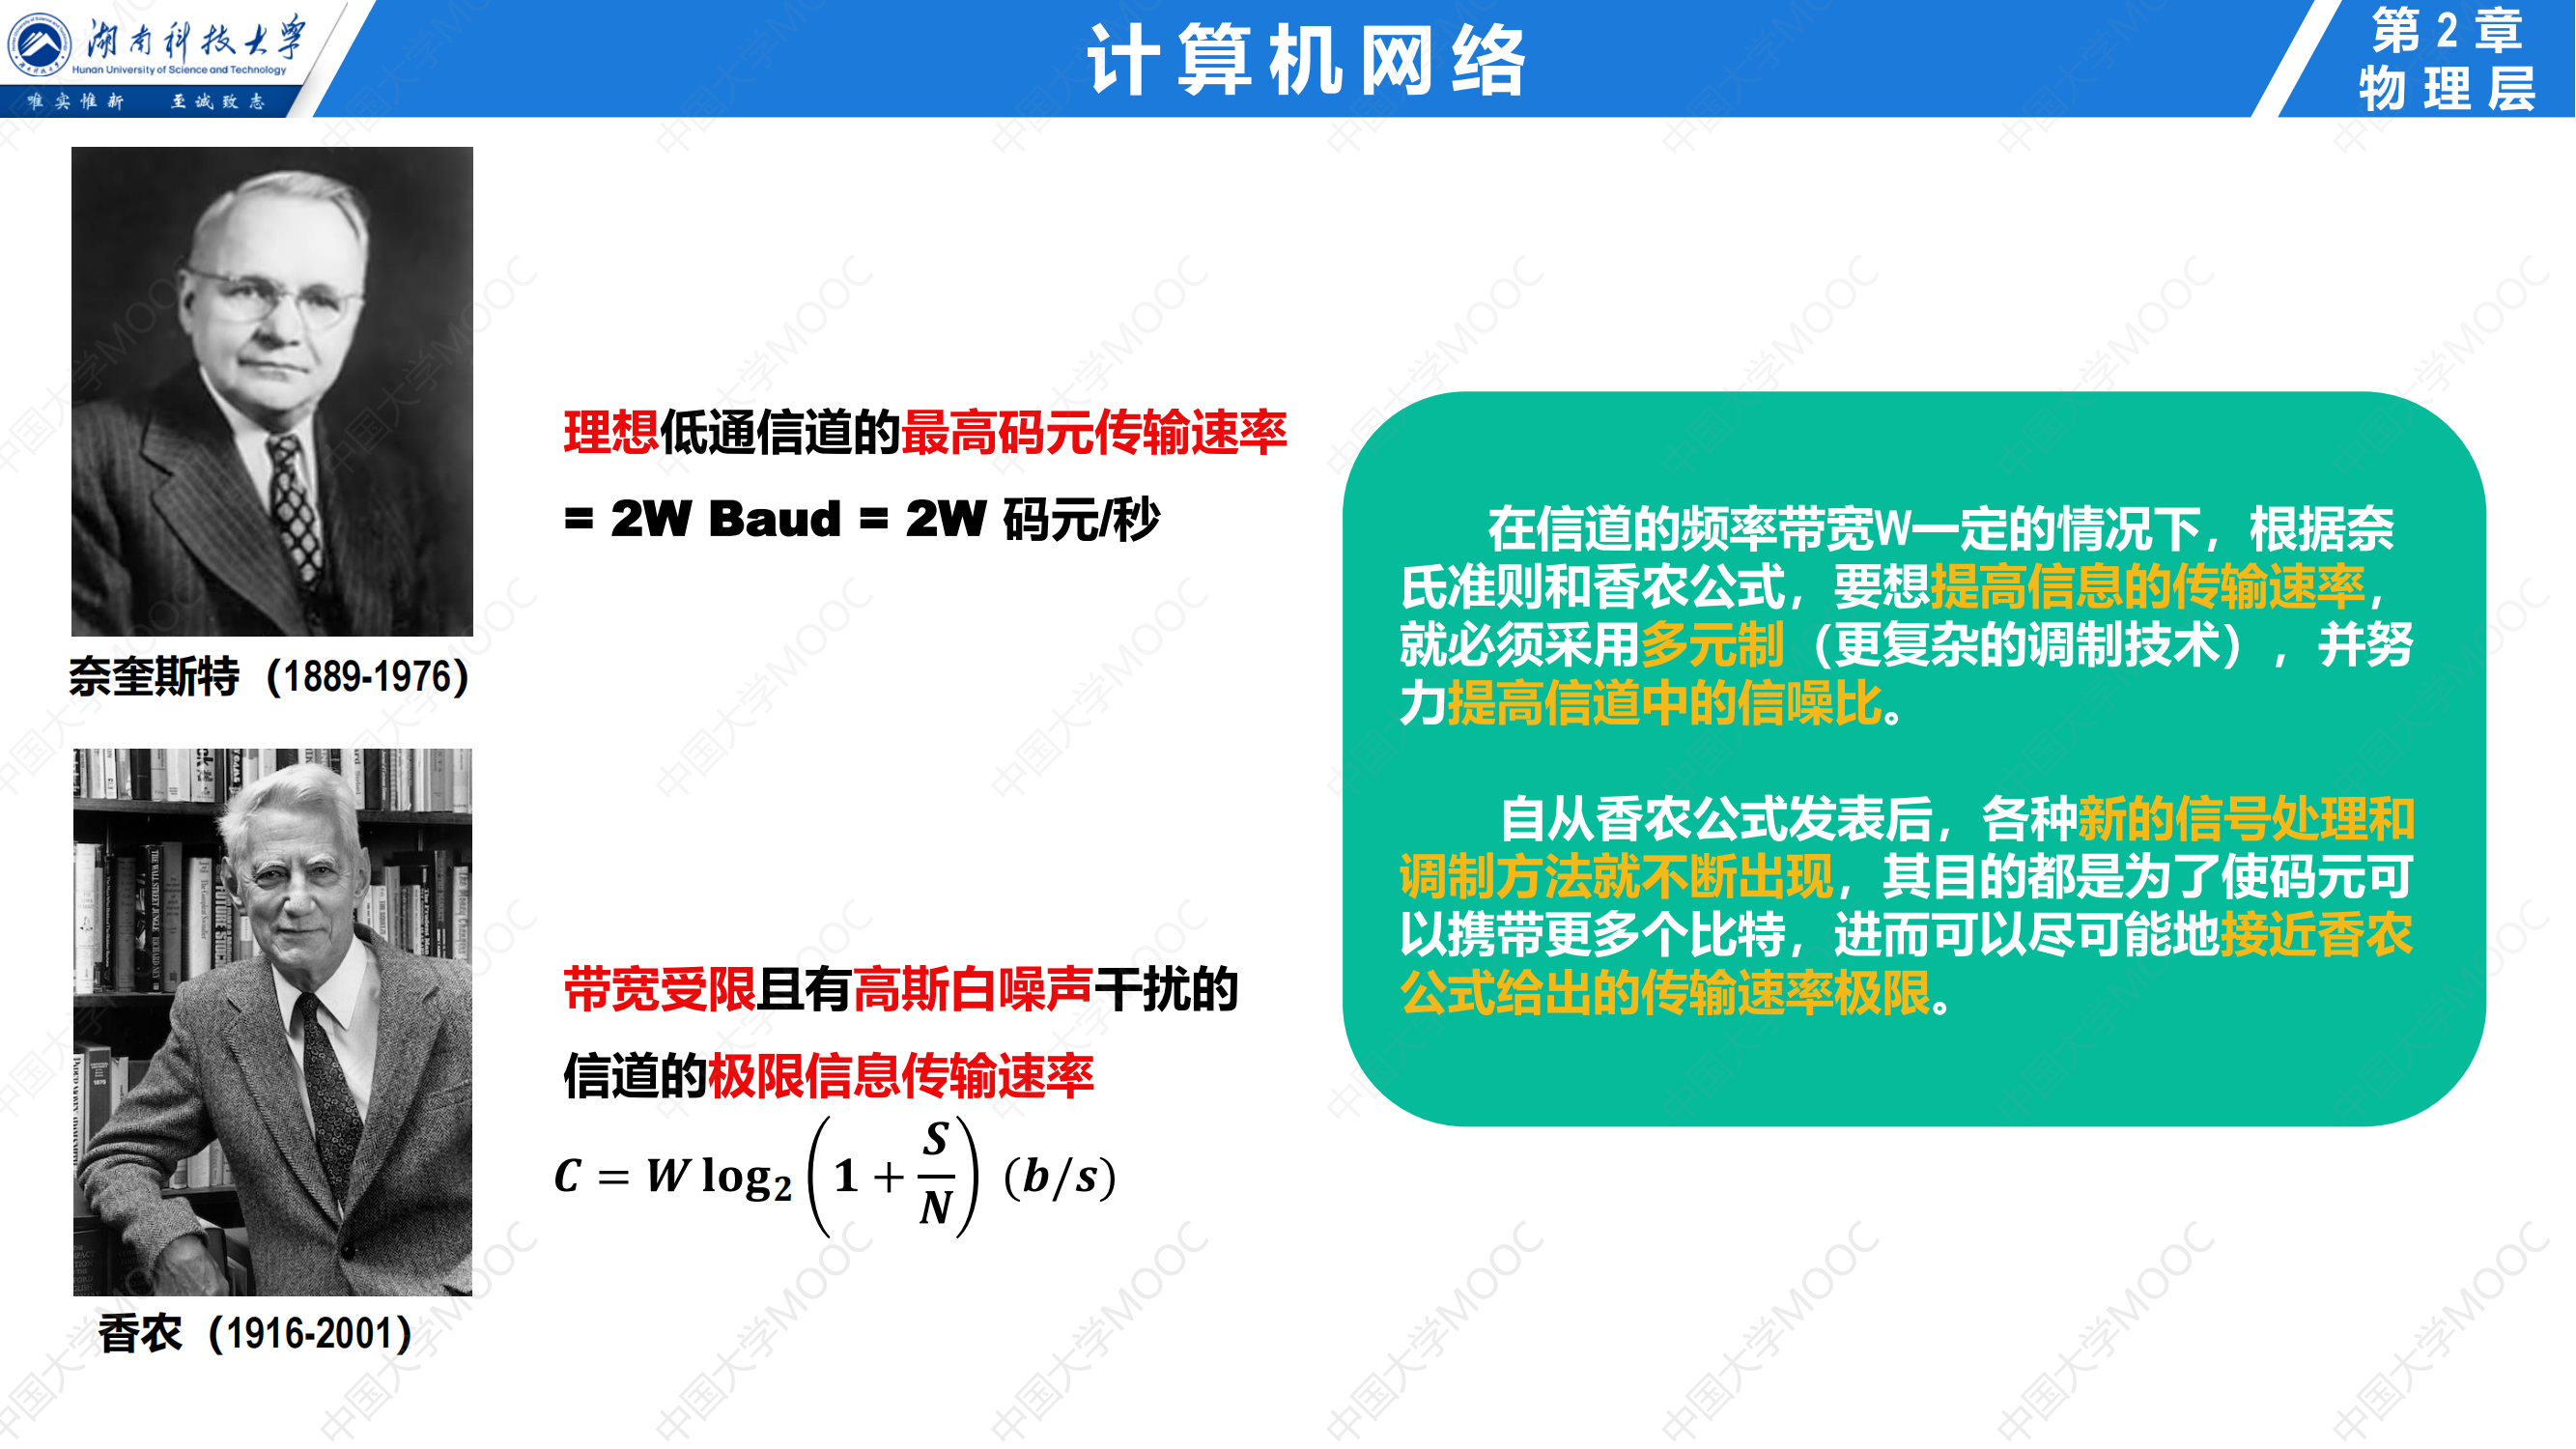 湖南科技大学
Hunan University of Science and Technology
唯实惟新 至诚致志
计算机网络
第2章
物理层
奈奎斯特（1889-1976）
理想低通信道的最高码元传输速率
= 2W Baud = 2W 码元/秒
香农（1916-2001）
带宽受限且有高斯白噪声干扰的
信道的极限信息传输速率
C = W log₂ (1 + S/N) (b/s)
在信道的频率带宽W一定的情况下，根据奈
氏准则和香农公式，要想提高信息的传输速率，
就必须采用多元制（更复杂的调制技术），并努
力提高信道中的信噪比。
自从香农公式发表后，各种新的信号处理和
调制方法就不断出现，其目的都是为了使码元可
以携带更多个比特，进而可以尽可能地接近香农
公式给出的传输速率极限。
中国大学MOOC